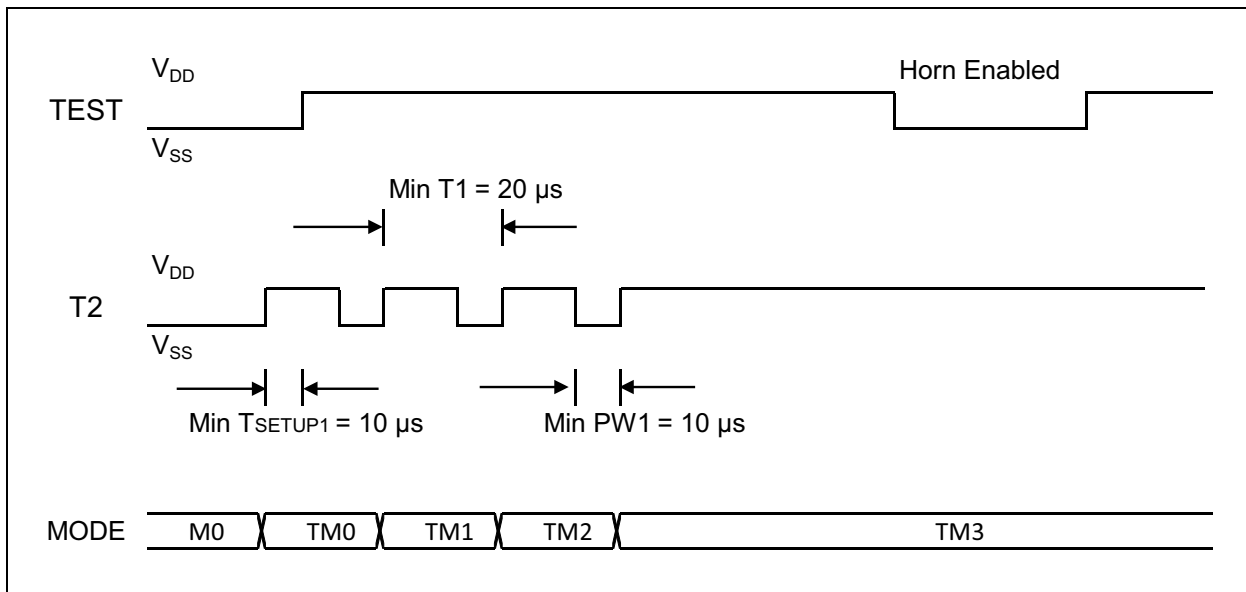 VDD
Horn Enabled
TEST
VSS
Min T1 = 20 µs
VDD
T2
VSS
Min TSETUP1 = 10 µs
Min PW1 = 10 µs
MODE
M0
TM0
TM1
TM2
TM3